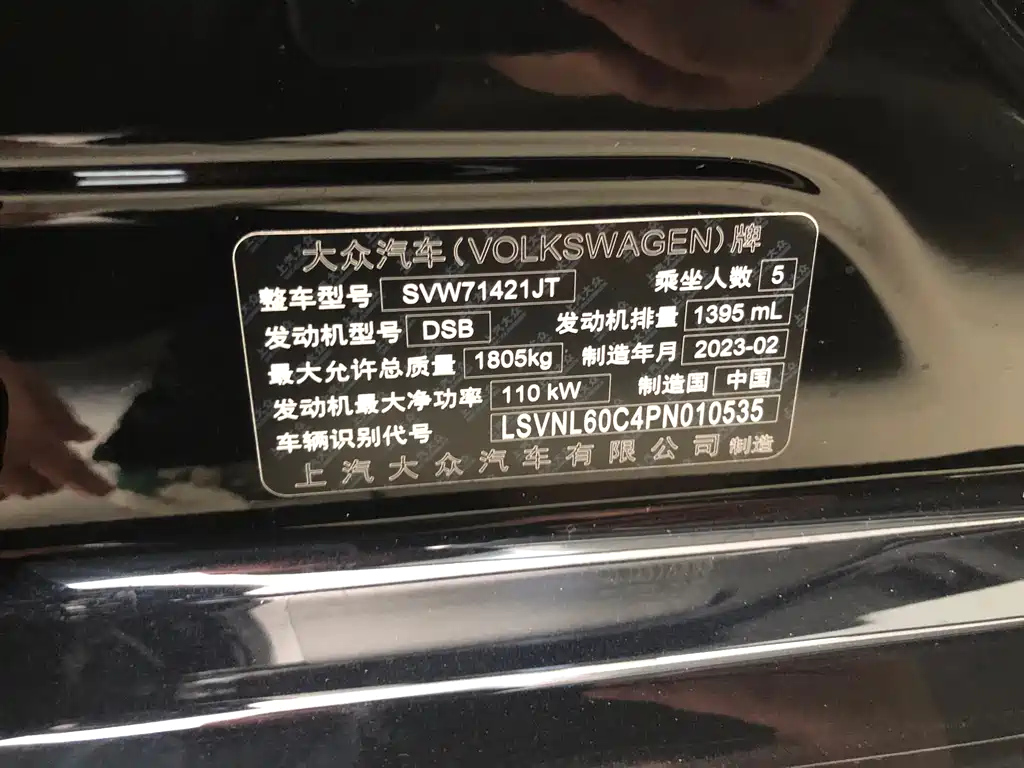 大众汽车(VOLKSWAGEN)牌
整车型号 SVW71421JT 乘坐人数 5
发动机型号 DSB 发动机排量 1395 mL
最大允许总质量 1805kg 制造年月 2023-02
发动机最大净功率 110 kW 制造国 中国
车辆识别代号 LSVNL60C4PN010535
上汽大众汽车有限公司 制造